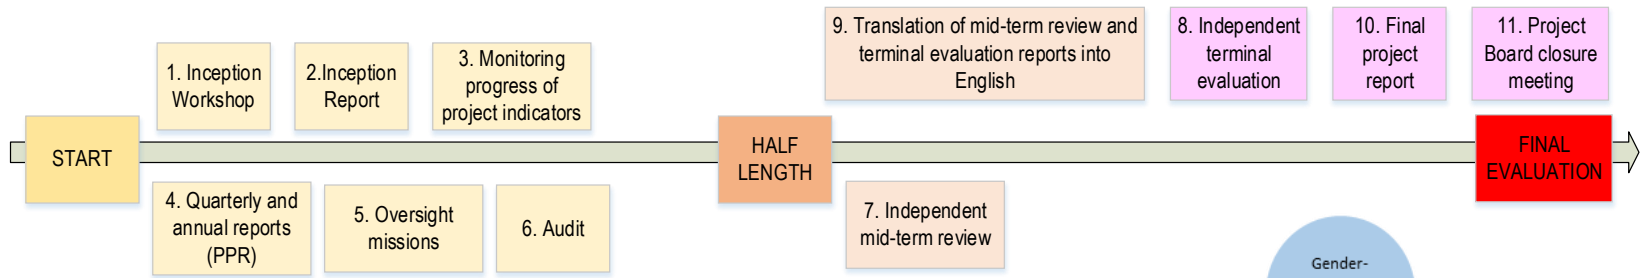 1. Inception
Workshop
2.Inception
Report
3. Monitoring
progress of
project indicators
9. Translation of mid-term review and
terminal evaluation reports into
English
8. Independent
terminal
evaluation
10. Final
project
report
11. Project
Board closure
meeting
START
HALF
LENGTH
FINAL
EVALUATION
4. Quarterly and
annual reports
(PPR)
5. Oversight
missions
6. Audit
7. Independent
mid-term review
Gender-